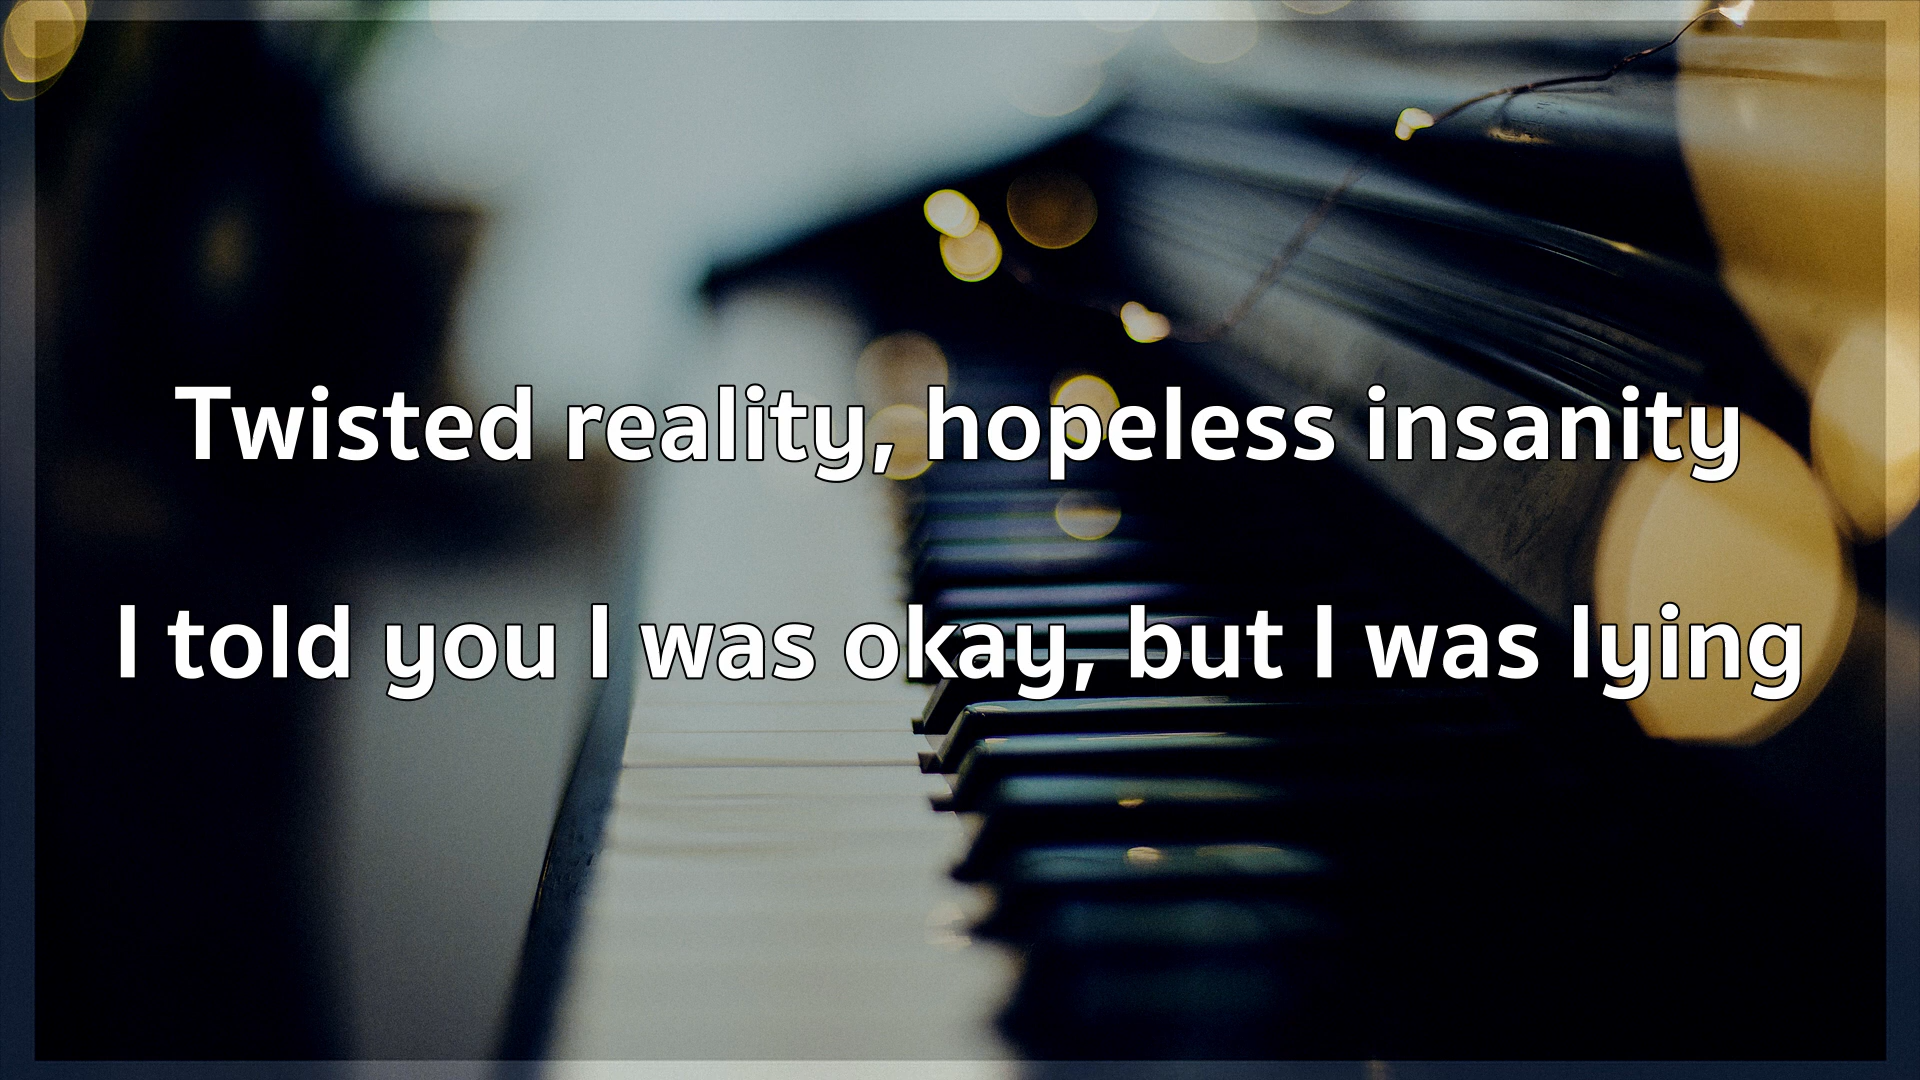 Twisted reality, hopeless insanity
I told you I was okay, but I was lying